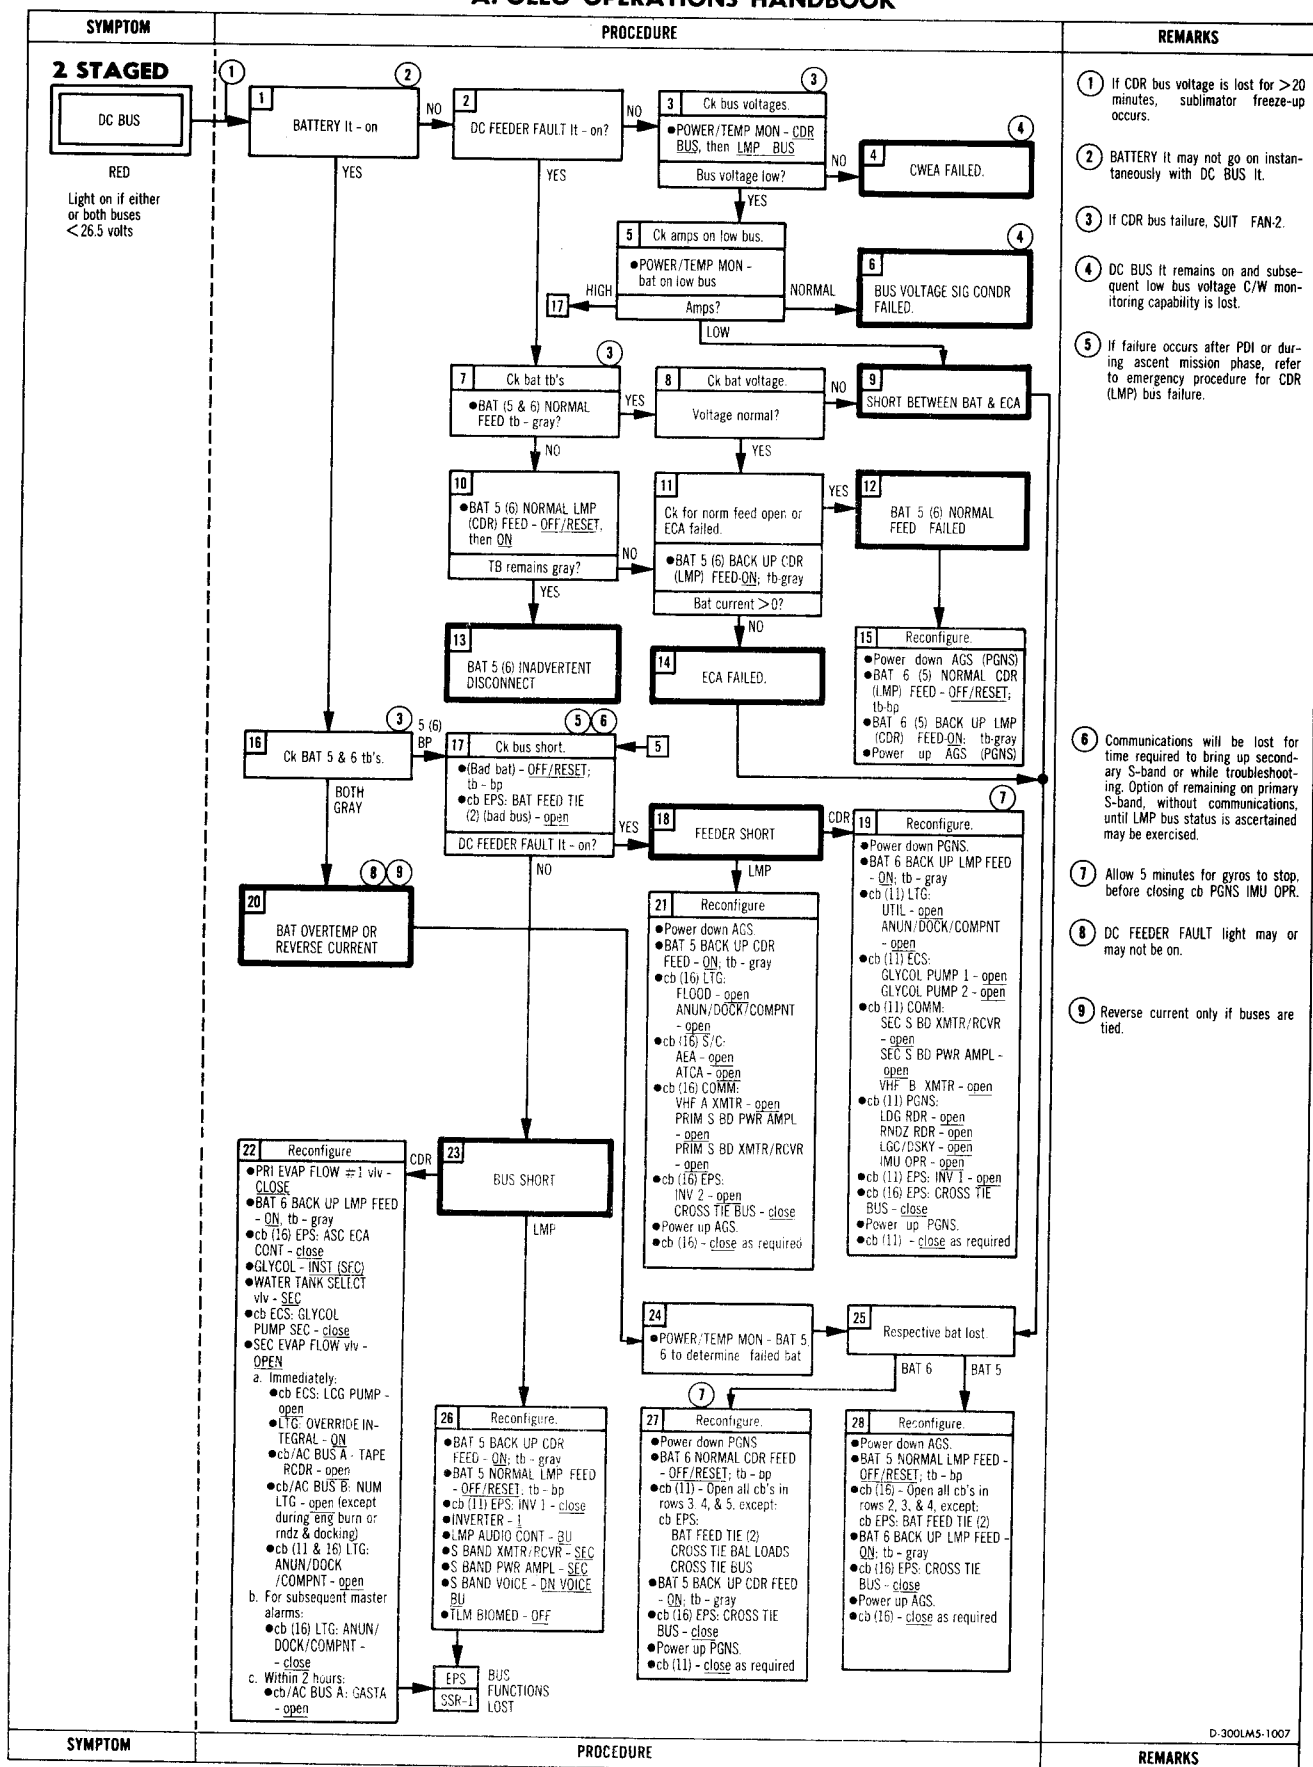 APOLLO OPERATIONS HANDBOOK
SYMPTOM
PROCEDURE
REMARKS
2 STAGED
DC BUS
RED
Light on if either
or both buses
<26.5 volts
1
2
1
BATTERY lt - on
NO
YES
2
DC FEEDER FAULT lt - on?
NO
YES
3
3 Ck bus voltages.
●POWER/TEMP MON - CDR
BUS, then LMP BUS
Bus voltage low?
NO
YES
4
4
CWEA FAILED.
5 Ck amps on low bus.
●POWER/TEMP MON -
bat on low bus
Amps?
HIGH
17
NORMAL
LOW
4
6
BUS VOLTAGE SIG CONDR
FAILED.
3
7 Ck bat tb's
●BAT (5 & 6) NORMAL
FEED tb - gray?
YES
NO
8 Ck bat voltage.
Voltage normal?
NO
YES
9
SHORT BETWEEN BAT & ECA
10
●BAT 5 (6) NORMAL LMP
(CDR) FEED - OFF/RESET,
then ON
TB remains gray?
NO
YES
11
Ck for norm feed open or
ECA failed.
●BAT 5 (6) BACK UP CDR
(LMP) FEED-ON; tb-gray
Bat current >0?
YES
NO
12
BAT 5 (6) NORMAL
FEED FAILED
13
BAT 5 (6) INADVERTENT
DISCONNECT
14
ECA FAILED.
15 Reconfigure.
●Power down AGS (PGNS)
●BAT 6 (5) NORMAL CDR
(LMP) FEED - OFF/RESET;
tb-bp
●BAT 6 (5) BACK UP LMP
(CDR) FEED-ON; tb-gray
●Power up AGS (PGNS)
3
16
Ck BAT 5 & 6 tb's.
5 (6)
BP
BOTH
GRAY
5 6
17 Ck bus short.
●(Bad bat) - OFF/RESET;
tb - bp
●cb EPS: BAT FEED TIE
(2) (bad bus) - open
DC FEEDER FAULT lt - on?
5
YES
NO
18
FEEDER SHORT
CDR
LMP
7
19 Reconfigure.
●Power down PGNS.
●BAT 6 BACK UP LMP FEED
- ON; tb - gray
●cb (11) LTG:
UTIL - open
ANUN/DOCK/COMPNT
- open
●cb (11) ECS:
GLYCOL PUMP 1 - open
GLYCOL PUMP 2 - open
●cb (11) COMM:
SEC S BD XMTR/RCVR
- open
SEC S BD PWR AMPL -
open
VHF B XMTR - open
●cb (11) PGNS:
LDG RDR - open
RNDZ RDR - open
LGC/DSKY - open
IMU OPR - open
●cb (11) EPS: INV 1 - open
●cb (16) EPS: CROSS TIE
BUS - close
●Power up PGNS.
●cb (11) - close as required
8 9
20
BAT OVERTEMP OR
REVERSE CURRENT
21 Reconfigure
●Power down AGS.
●BAT 5 BACK UP CDR
FEED - ON; tb - gray
●cb (16) LTG:
FLOOD - open
ANUN/DOCK/COMPNT
- open
●cb (16) S/C:
AEA - open
ATCA - open
●cb (16) COMM:
VHF A XMTR - open
PRIM S BD PWR AMPL
- open
PRIM S BD XMTR/RCVR
- open
●cb (16) EPS:
INV 2 - open
CROSS TIE BUS - close
●Power up AGS.
●cb (16) - close as required
22 Reconfigure
●PRI EVAP FLOW #1 vlv -
CLOSE
●BAT 6 BACK UP LMP FEED
- ON, tb - gray
●cb (16) EPS: ASC ECA
CONT - close
●GLYCOL - INST (SEC)
●WATER TANK SELECT
vlv - SEC
●cb ECS: GLYCOL
PUMP SEC - close
●SEC EVAP FLOW vlv -
OPEN
a. Immediately:
●cb ECS: LCG PUMP -
open
●LTG: OVERRIDE IN-
TEGRAL - ON
●cb/AC BUS A - TAPE
RCDR - open
●cb/AC BUS B: NUM
LTG - open (except
during eng burn or
rndz & docking)
●cb (11 & 16) LTG:
ANUN/DOCK
/COMPNT - open
b. For subsequent master
alarms:
●cb (16) LTG: ANUN/
DOCK/COMPNT -
close
c. Within 2 hours:
●cb/AC BUS A: GASTA
- open
CDR
23
BUS SHORT
LMP
24
●POWER/TEMP MON - BAT 5,
6 to determine failed bat
25
Respective bat lost.
BAT 6
BAT 5
26 Reconfigure.
●BAT 5 BACK UP CDR
FEED - ON; tb - gray
●BAT 5 NORMAL LMP FEED
- OFF/RESET, tb - bp
●cb (11) EPS: INV 1 - close
●INVERTER - 1
●LMP AUDIO CONT - BU
●S BAND XMTR/RCVR - SEC
●S BAND PWR AMPL - SEC
●S BAND VOICE - DN VOICE
BU
●TLM BIOMED - OFF
EPS
SSR-1
BUS
FUNCTIONS
LOST
7
27 Reconfigure.
●Power down PGNS
●BAT 6 NORMAL CDR FEED
- OFF/RESET; tb - bp
●cb (11) - Open all cb's in
rows 3, 4, & 5, except:
cb EPS:
BAT FEED TIE (2)
CROSS TIE BAL LOADS
CROSS TIE BUS
●BAT 5 BACK UP CDR FEED
- ON; tb - gray
●cb (16) EPS: CROSS TIE
BUS - close
●Power up PGNS.
●cb (11) - close as required
28 Reconfigure.
●Power down AGS.
●BAT 5 NORMAL LMP FEED -
OFF/RESET; tb - bp
●cb (16) - Open all cb's in
rows 2, 3, & 4, except:
cb EPS: BAT FEED TIE (2)
●BAT 6 BACK UP LMP FEED -
ON; tb - gray
●cb (16) EPS: CROSS TIE
BUS - close
●Power up AGS.
●cb (16) - close as required
1 If CDR bus voltage is lost for >20
minutes, sublimator freeze-up
occurs.
2 BATTERY lt may not go on instan-
taneously with DC BUS lt.
3 If CDR bus failure, SUIT FAN-2.
4 DC BUS lt remains on and subse-
quent low bus voltage C/W mon-
itoring capability is lost.
5 If failure occurs after PDI or dur-
ing ascent mission phase, refer
to emergency procedure for CDR
(LMP) bus failure.
6 Communications will be lost for
time required to bring up second-
ary S-band or while troubleshoot-
ing. Option of remaining on primary
S-band, without communications,
until LMP bus status is ascertained
may be exercised.
7 Allow 5 minutes for gyros to stop,
before closing cb PGNS IMU OPR.
8 DC FEEDER FAULT light may or
may not be on.
9 Reverse current only if buses are
tied.
D-300LM5-1007
SYMPTOM
PROCEDURE
REMARKS